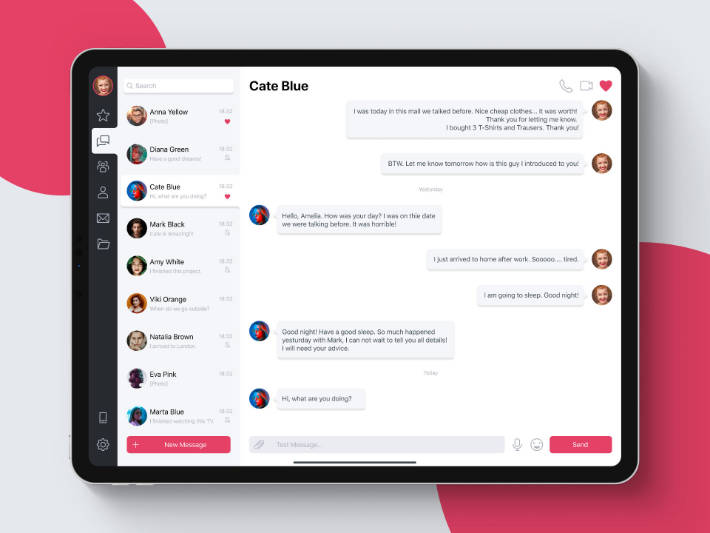 Search
Anna Yellow
18:32
[Photo]
Diana Green
18:32
Have a good dreams!
Cate Blue
18:32
Hi, what are you doing?
Mark Black
18:32
Amy White
18:32
I finished this project.
Viki Orange
18:32
When do we go outside?
Natalia Brown
18:32
I arrived to London.
Eva Pink
18:32
[Photo]
Marta Blue
18:32
I finished watching this TV
+ New Message
Cate Blue
I was today in this mall we talked before. Nice cheap clothes... It was worth!
Thank you for letting me know.
I bought 3 T-Shirts and Trausers. Thank you!
BTW. Let me know tomorrow how is this guy I introduced to you!
Yesterday
Hello, Amelia. How was your day? I was on this date
we were talking before. It was horrible!
I just arrived to home after work. Sooooo.... tired.
I am going to sleep. Good night!
Good night! Have a good sleep. So much happened
yesturday with Mark, I can not wait to tell you all details!
I will need your advice.
Today
Hi, what are you doing?
Text Message...
Send